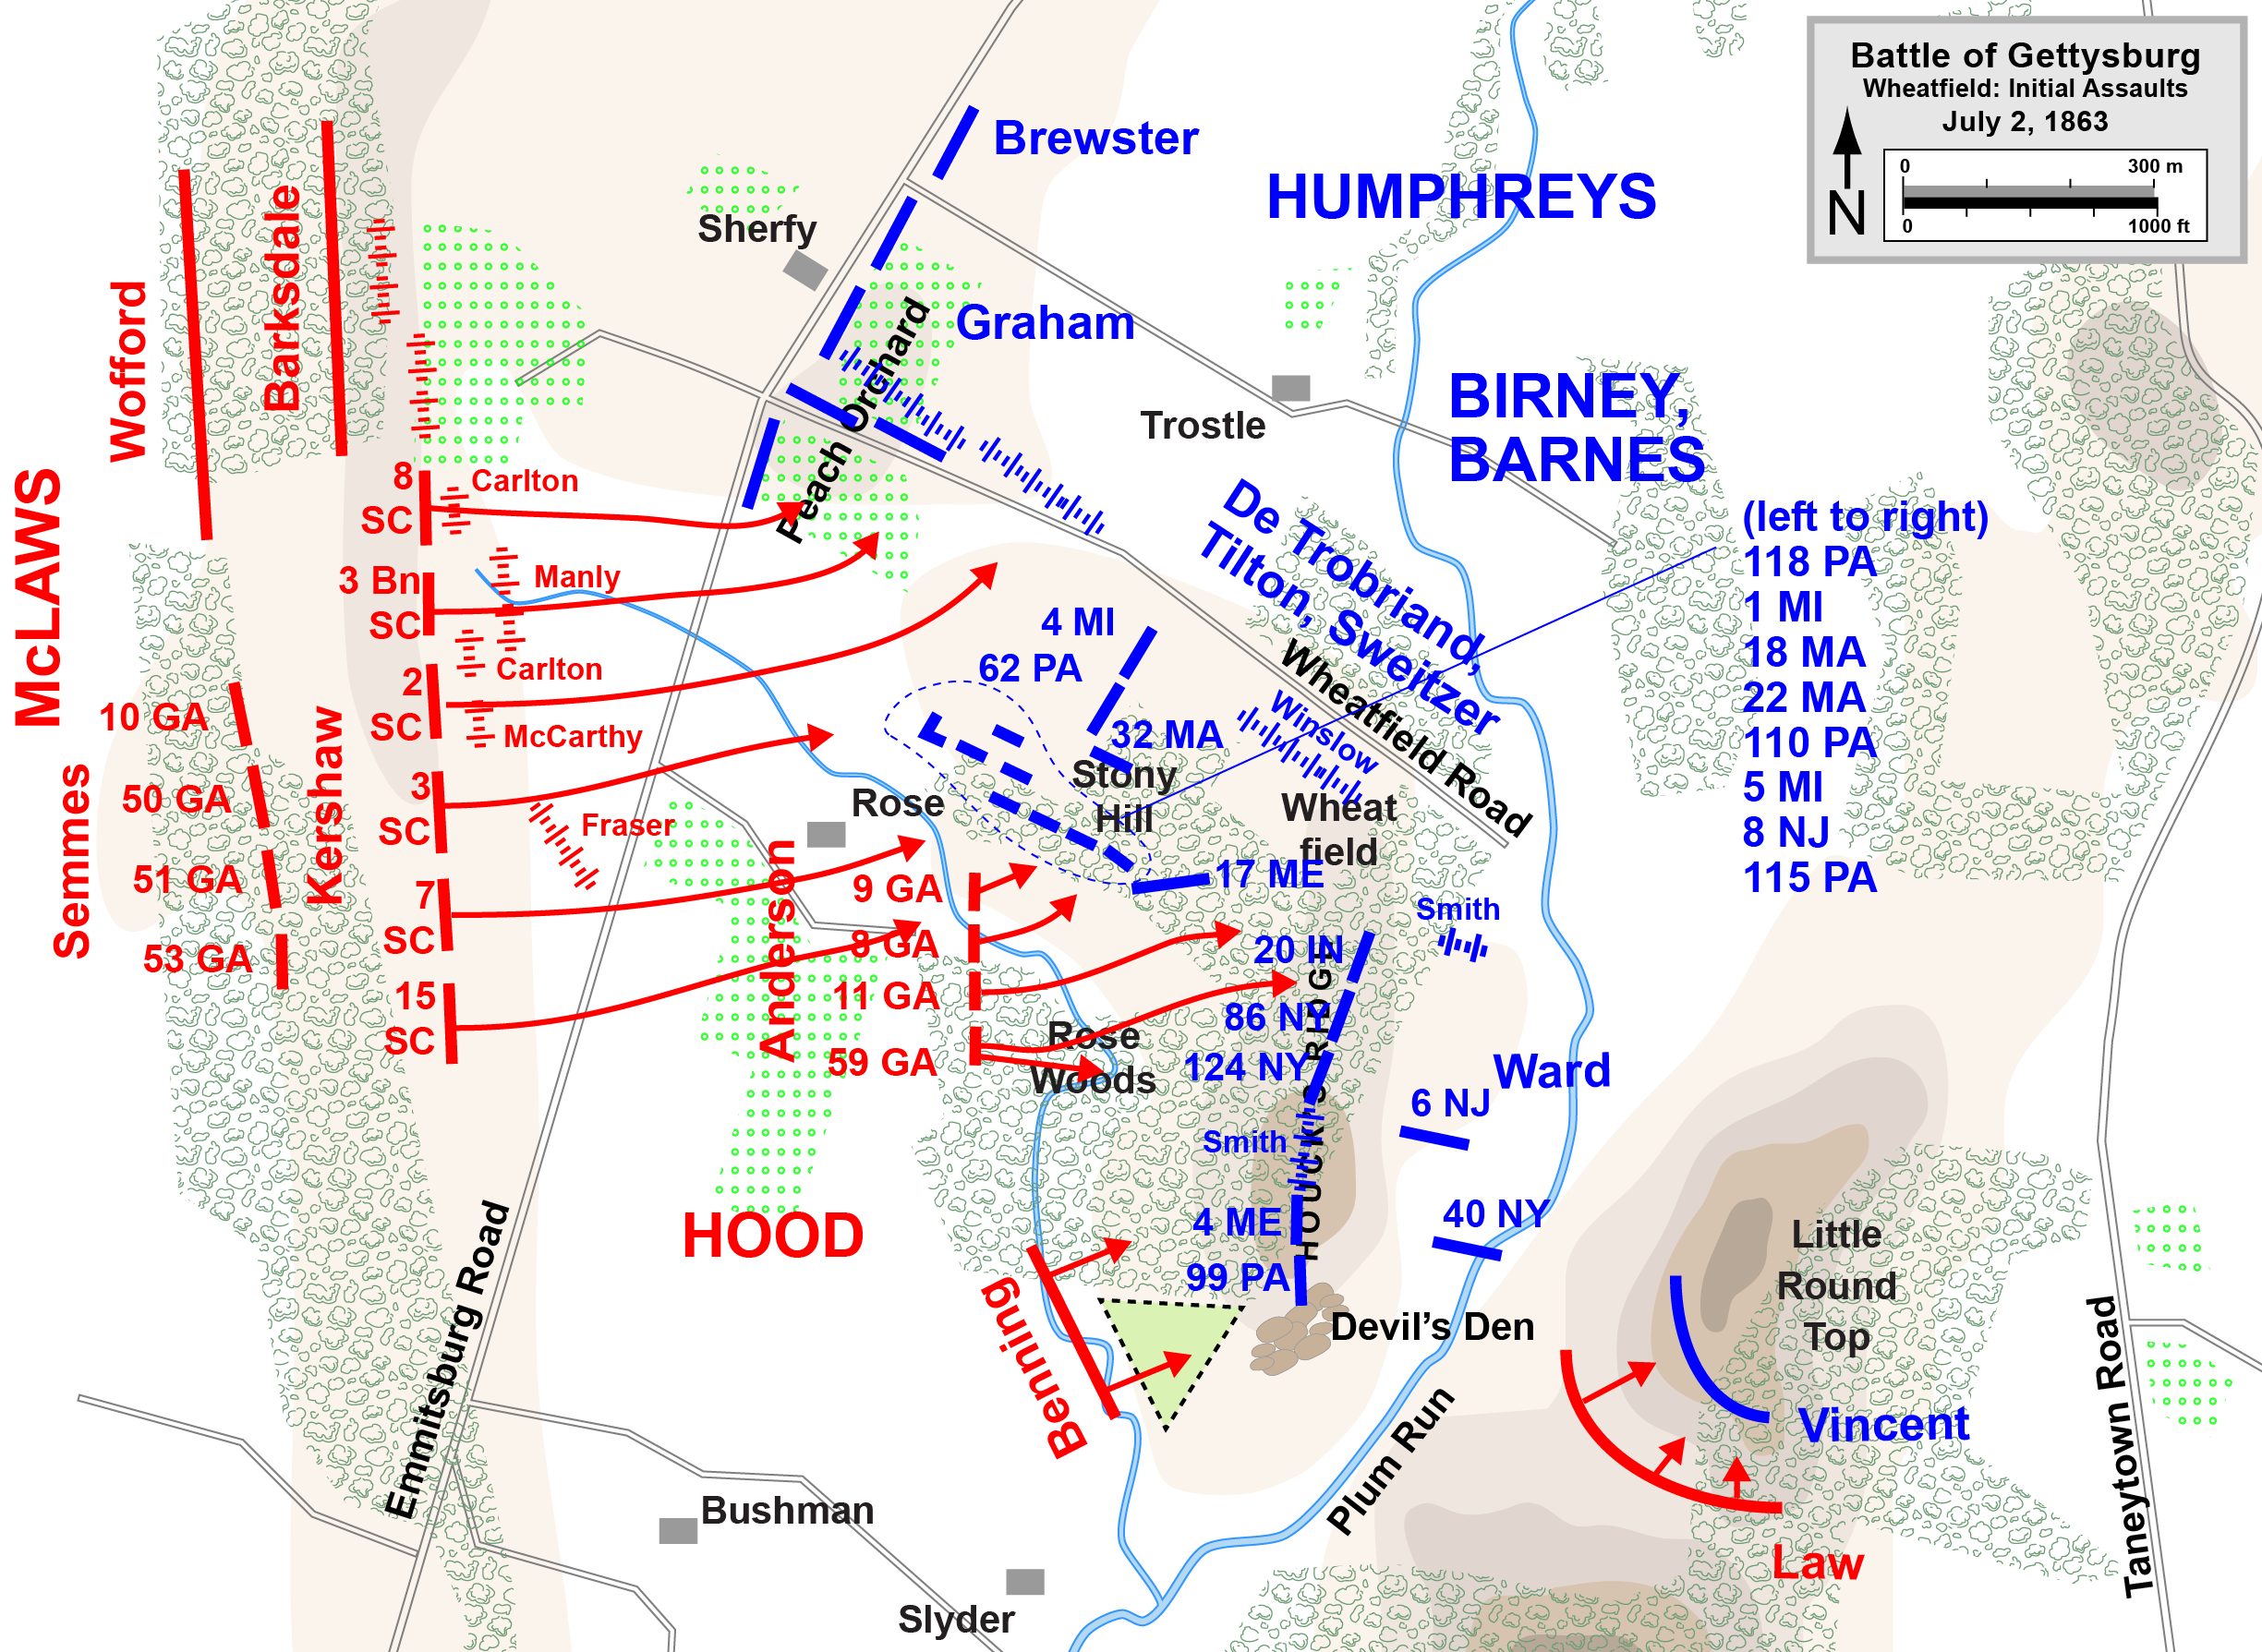 Battle of Gettysburg
Wheatfield: Initial Assaults
July 2, 1863
0 300 m
0 1000 ft
N
Brewster
HUMPHREYS
Sherfy
Graham
Peach Orchard
Trostle
BIRNEY,
BARNES
De Trobriand,
Tilton, Sweitzer
Wheatfield Road
(left to right)
118 PA
1 MI
18 MA
22 MA
110 PA
5 MI
8 NJ
115 PA
McLAWS
Wofford
Barksdale
8
SC
Carlton
3 Bn
SC
Manly
2
SC
Carlton
McCarthy
3
SC
Fraser
7
SC
15
SC
Kershaw
Semmes
10 GA
50 GA
51 GA
53 GA
4 MI
62 PA
32 MA
Stony
Hill
Winslow
Wheat
field
17 ME
Rose
Anderson
9 GA
8 GA
11 GA
59 GA
Rose
Woods
Smith
20 IN
86 NY
124 NY
HOUCK'S RIDGE
Smith
4 ME
99 PA
Ward
6 NJ
40 NY
HOOD
Benning
Devil's Den
Little
Round
Top
Vincent
Law
Plum Run
Emmitsburg Road
Taneytown Road
Bushman
Slyder